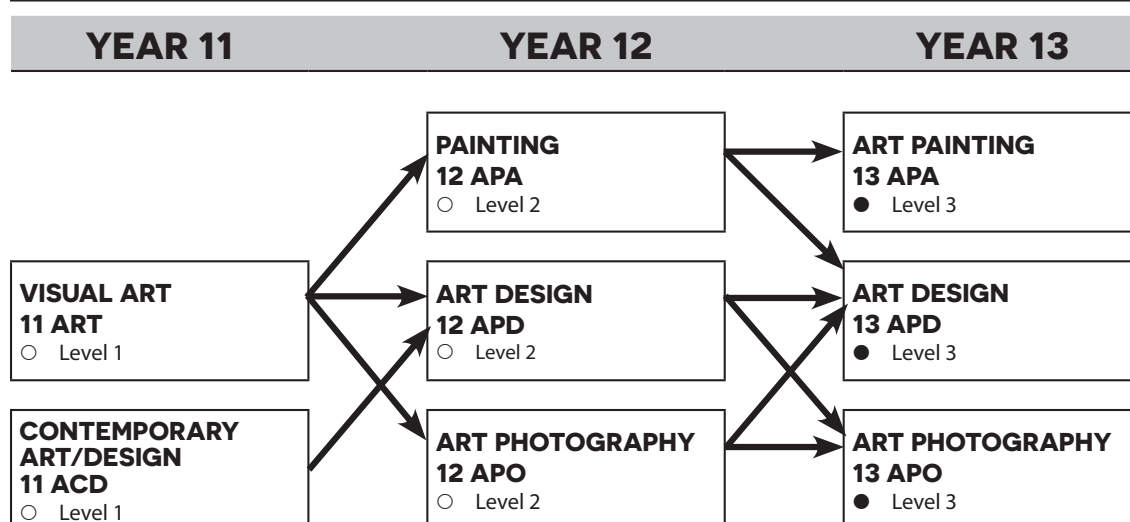 YEAR 11
YEAR 12
YEAR 13
PAINTING
12 APA
○ Level 2
ART PAINTING
13 APA
● Level 3
VISUAL ART
11 ART
○ Level 1
ART DESIGN
12 APD
○ Level 2
ART DESIGN
13 APD
● Level 3
CONTEMPORARY
ART/DESIGN
11 ACD
○ Level 1
ART PHOTOGRAPHY
12 APO
○ Level 2
ART PHOTOGRAPHY
13 APO
● Level 3